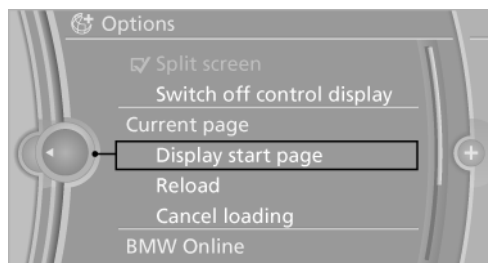 Options
Split screen
Switch off control display
Current page
Display start page
Reload
Cancel loading
BMW Online